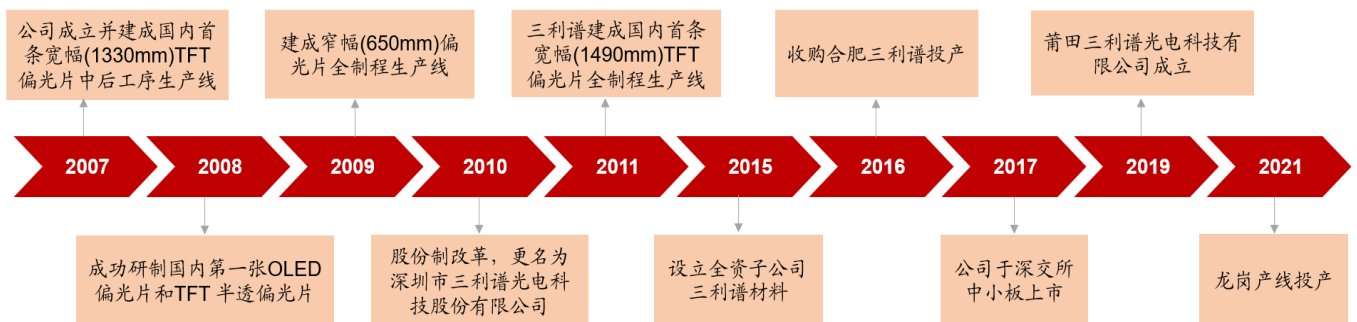 公司成立并建成国内首
条宽幅(1330mm)TFT
偏光片中后工序生产线
建成窄幅(650mm)偏
光片全制程生产线
三利谱建成国内首条
宽幅(1490mm)TFT
偏光片全制程生产线
收购合肥三利谱投产
莆田三利谱光电科技有
限公司成立
2007
2008
2009
2010
2011
2015
2016
2017
2019
2021
成功研制国内第一张OLED
偏光片和TFT 半透偏光片
股份制改革，更名为
深圳市三利谱光电科
技股份有限公司
设立全资子公司
三利谱材料
公司于深交所
中小板上市
龙岗产线投产